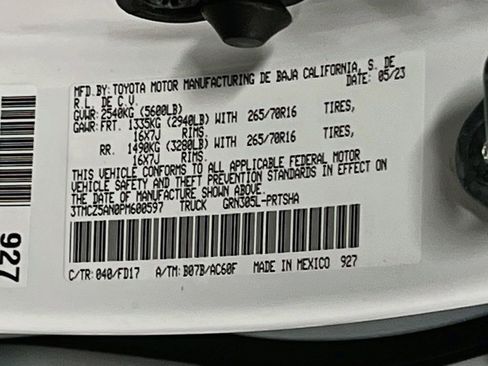 MFD.BY: TOYOTA MOTOR MANUFACTURING DE BAJA CALIFORNIA, S. DE
R.L. DE C.V. DATE: 05/23
GVWR: 2540KG (5600LB)
GAWR: FRT. 1335KG (2940LB) WITH 265/70R16 TIRES,
16X7J RIMS.
RR. 1490KG (3280LB) WITH 265/70R16 TIRES,
16X7J RIMS.
THIS VEHICLE CONFORMS TO ALL APPLICABLE FEDERAL MOTOR
VEHICLE SAFETY AND THEFT PREVENTION STANDARDS IN EFFECT ON
THE DATE OF MANUFACTURE SHOWN ABOVE.
3TMCZ5AN0PM600597 TRUCK GRN305L-PRTSHA
C/TR: 040/FD17 A/TM: B07B/AC60F MADE IN MEXICO 927
927